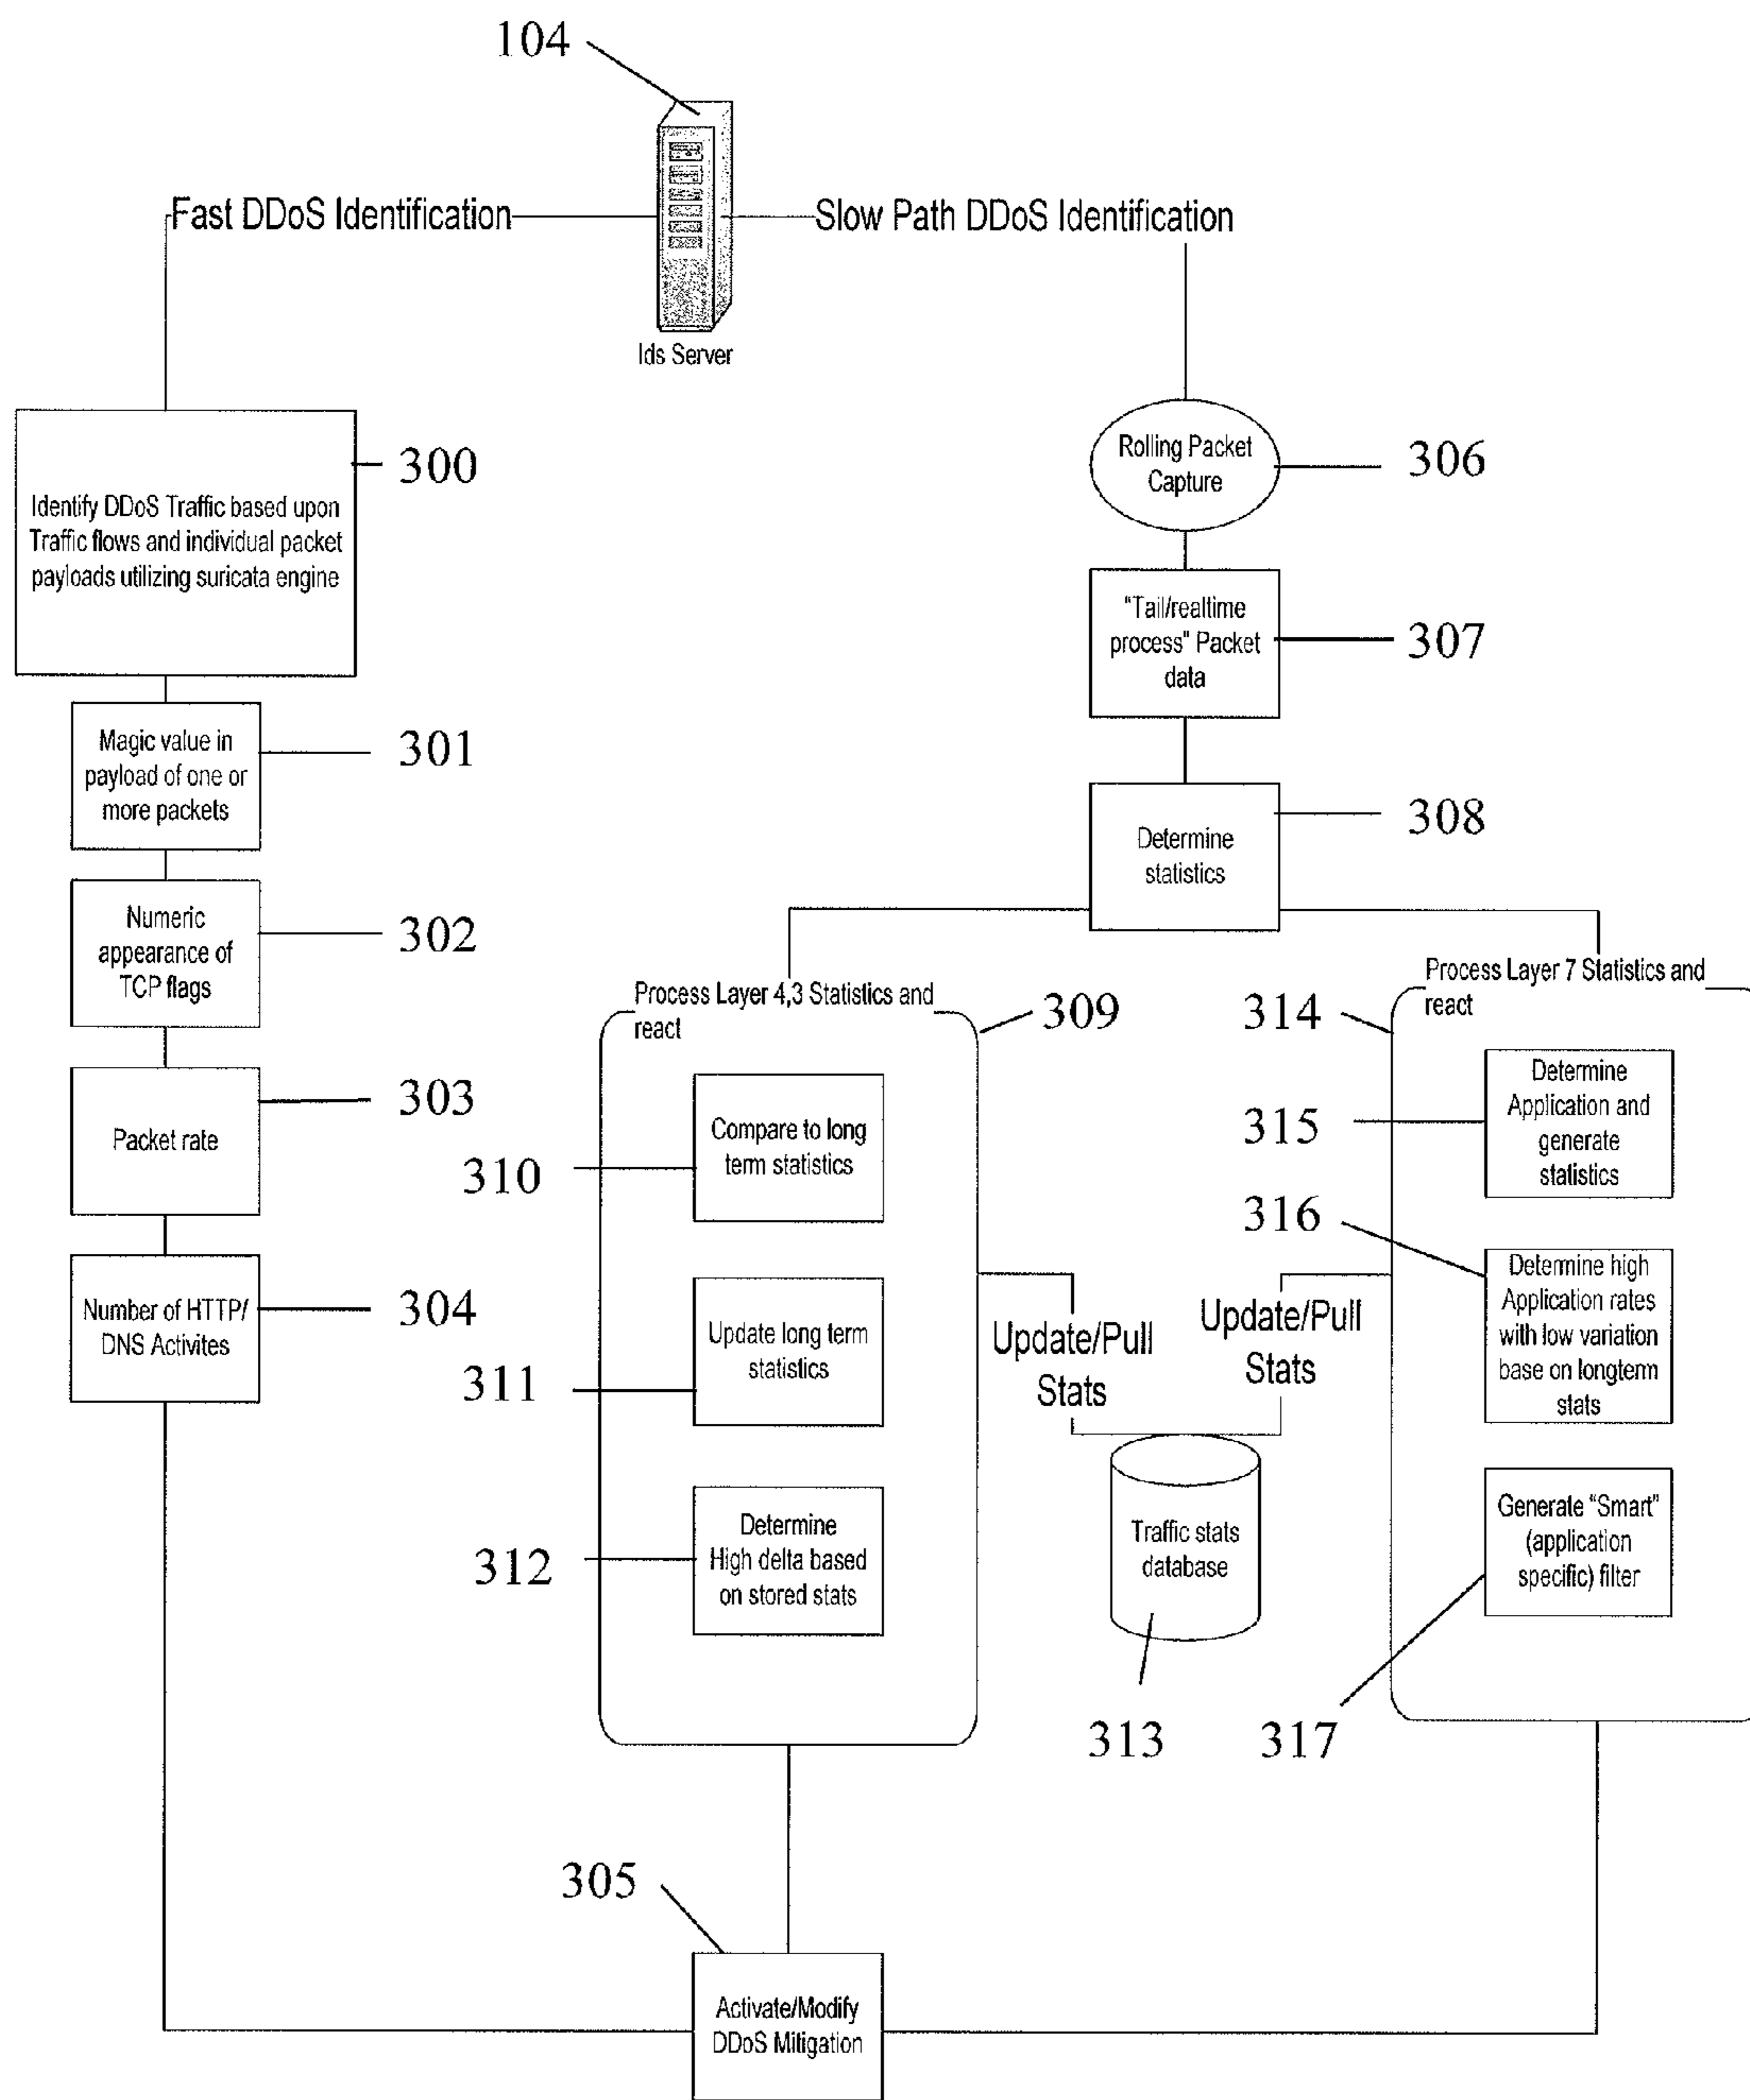 104
Fast DDoS Identification
Slow Path DDoS Identification
Ids Server
300
Identify DDoS Traffic based upon
Traffic flows and individual packet
payloads utilizing suricata engine
301
Magic value in
payload of one or
more packets
302
Numeric
appearance of
TCP flags
303
Packet rate
304
Number of HTTP/
DNS Activites
Rolling Packet
Capture
306
"Tail/realtime
process" Packet
data
307
308
Determine
statistics
Process Layer 4,3 Statistics and
react
309
Compare to long
term statistics
310
Update long term
statistics
311
Determine
High delta based
on stored stats
312
Update/Pull
Stats
Update/Pull
Stats
Traffic stats
database
313
Process Layer 7 Statistics and
react
314
Determine
Application and
generate
statistics
315
316
Determine high
Application rates
with low variation
base on longterm
stats
Generate “Smart”
(application
specific) filter
317
305
Activate/Modify
DDoS Mitigation